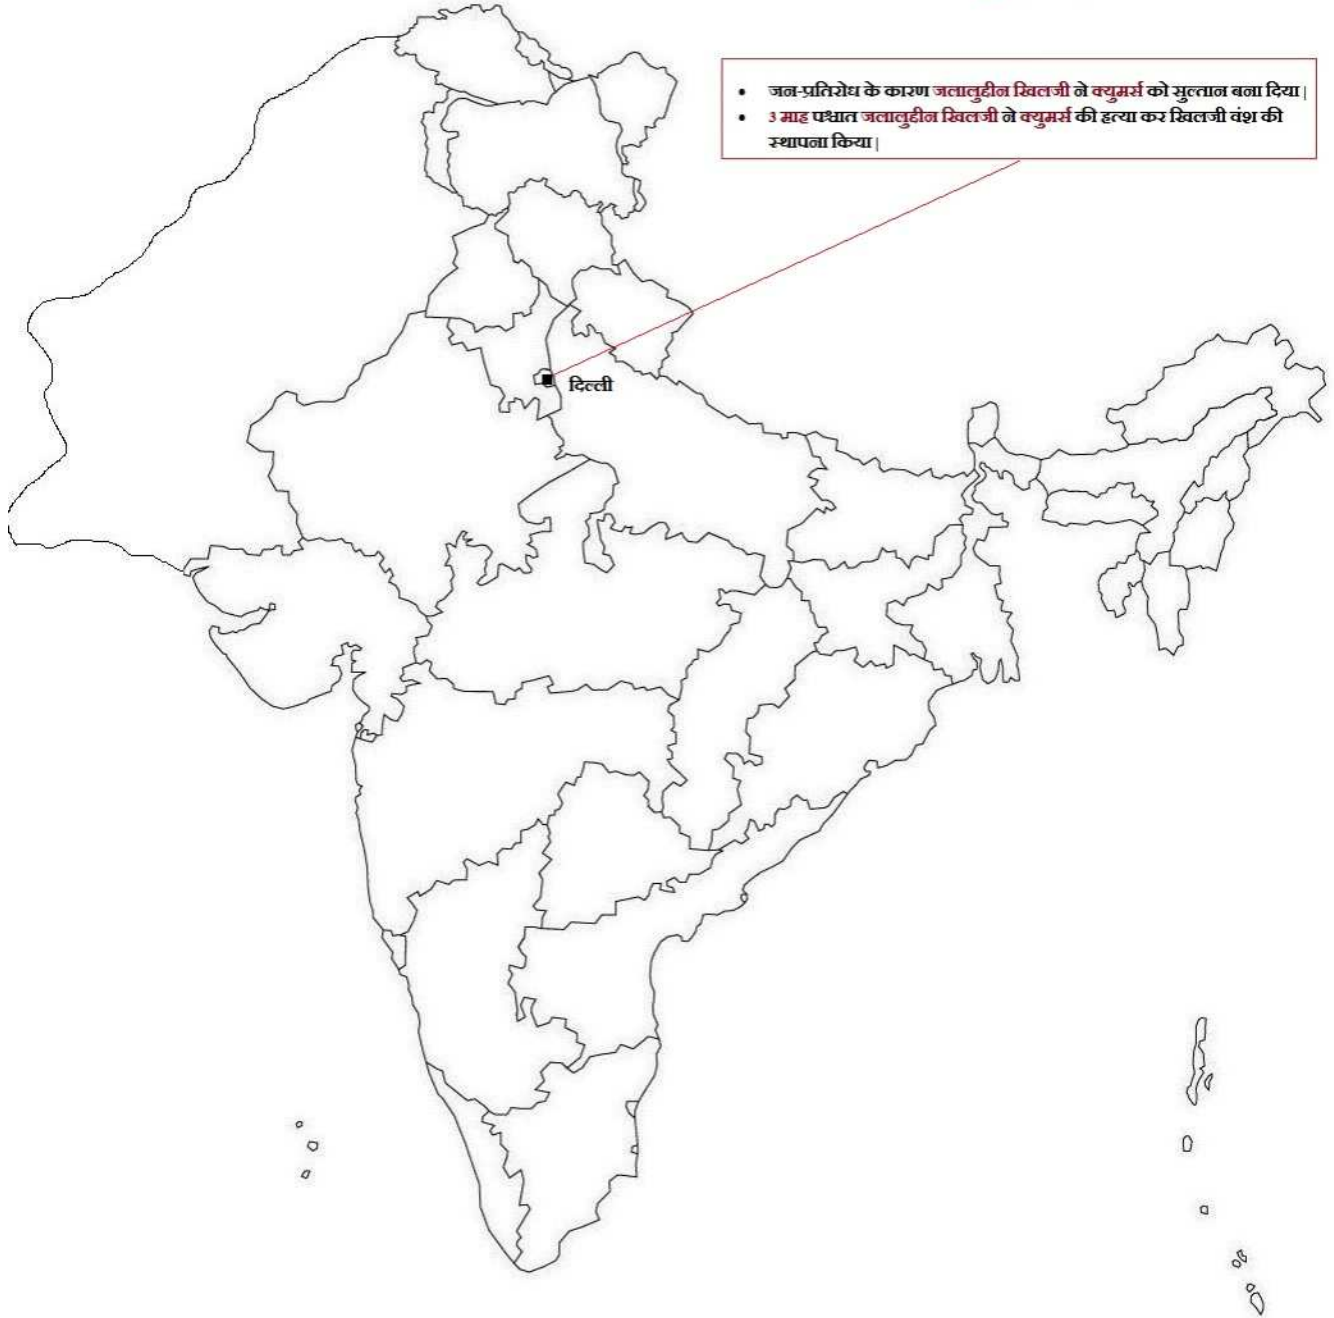 • जन-प्रतिरोध के कारण जलालुद्दीन खिलजी ने क्युमर्स को सुल्तान बना दिया|
• 3 माह पश्चात जलालुद्दीन खिलजी ने क्युमर्स की हत्या कर खिलजी वंश की
स्थापना किया|
दिल्ली